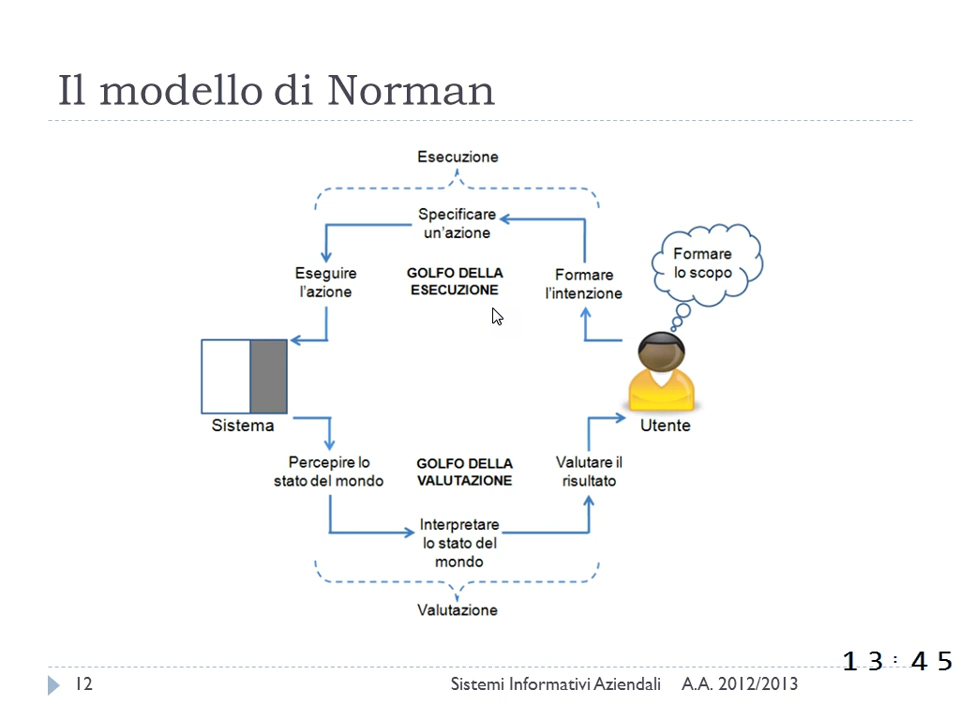 Il modello di Norman
Esecuzione
Specificare
un'azione
Eseguire
l'azione
GOLFO DELLA
ESECUZIONE
Formare
l'intenzione
Formare
lo scopo
Sistema
Utente
Percepire lo
stato del mondo
GOLFO DELLA
VALUTAZIONE
Valutare il
risultato
Interpretare
lo stato del
mondo
Valutazione
13:45
12
Sistemi Informativi Aziendali A.A. 2012/2013